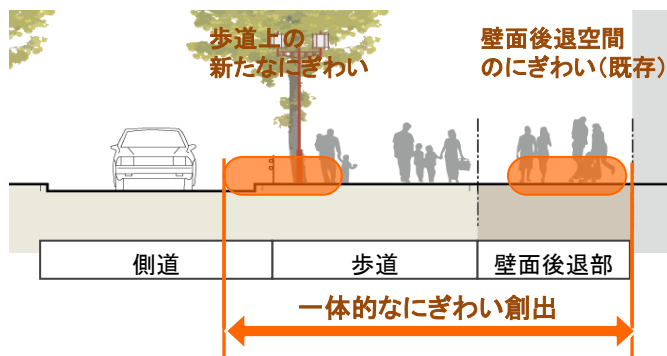 歩道上の
新たなにぎわい
壁面後退空間
のにぎわい（既存）
側道
歩道
壁面後退部
一体的なにぎわい創出